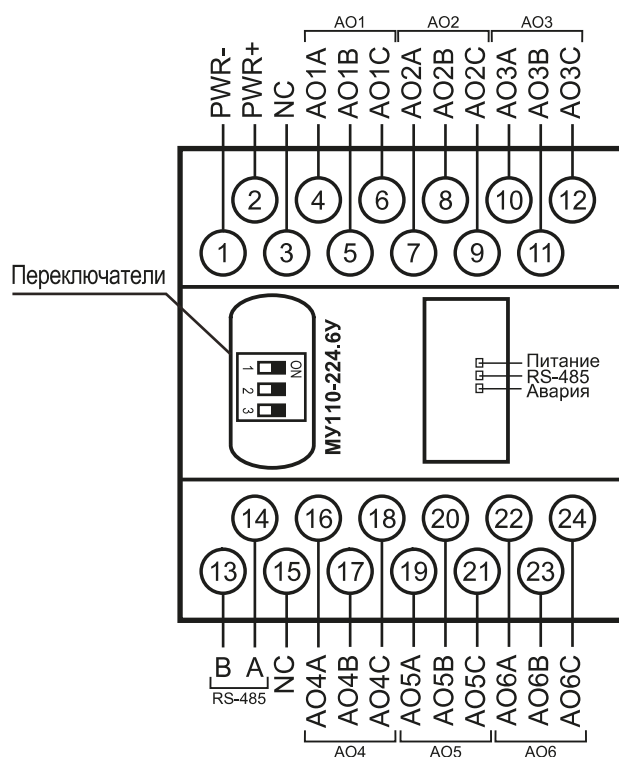 AO1 AO2 AO3
PWR- PWR+ NC AO1A AO1B AO1C AO2A AO2B AO2C AO3A AO3B AO3C
2 4 6 8 10 12
1 3 5 7 9 11
Переключатели
ON
1
2
3
МУ110-224.6У
Питание
RS-485
Авария
14 16 18 20 22 24
13 15 17 19 21 23
B A NC AO4A AO4B AO4C AO5A AO5B AO5C AO6A AO6B AO6C
RS-485
AO4 AO5 AO6